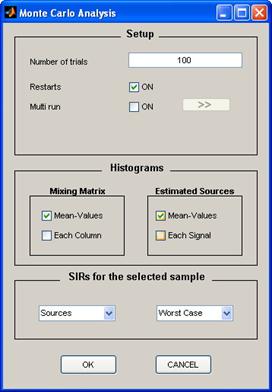 Monte Carlo Analysis
Setup
Number of trials 100
Restarts ON
Multi run ON >>
Histograms
Mixing Matrix Estimated Sources
Mean-Values Mean-Values
Each Column Each Signal
SIRs for the selected sample
Sources Worst Case
OK CANCEL